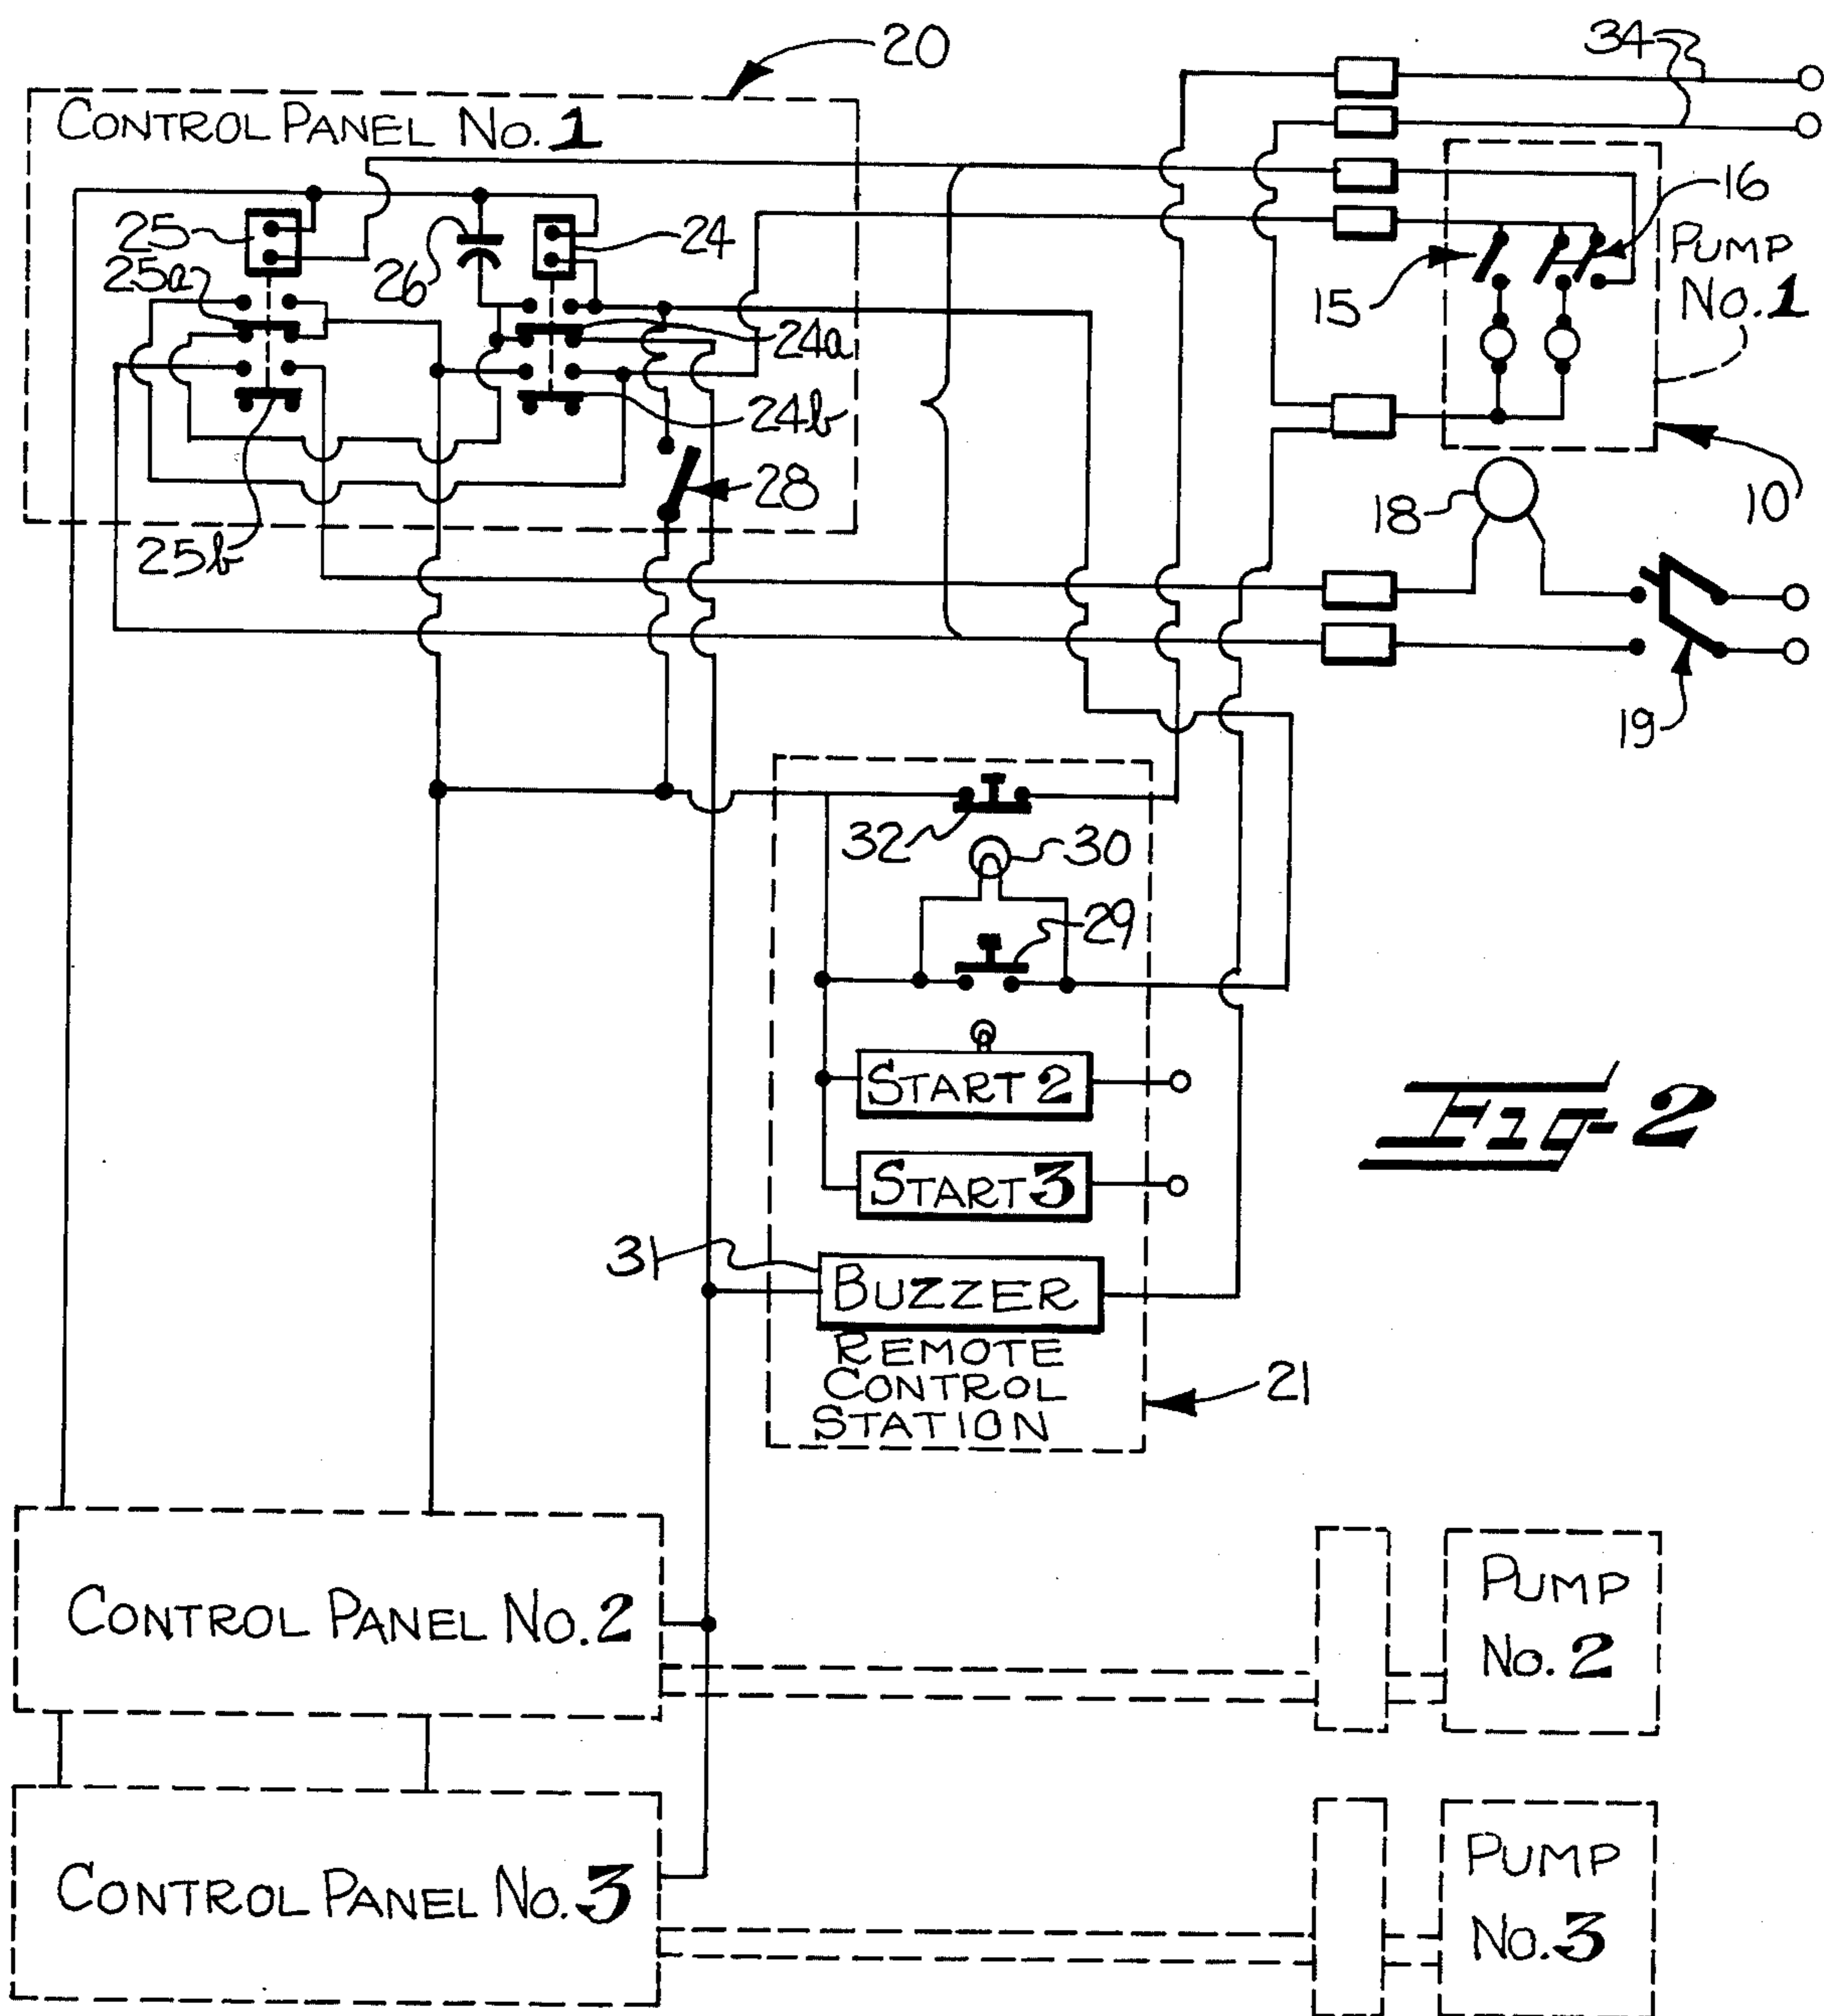 20
34
CONTROL PANEL NO. 1
16
25
24
PUMP
NO. 1
26
25a
15
24a
24b
28
18
10
25b
19
32
30
29
START 2
Fig-2
START 3
31
BUZZER
REMOTE
CONTROL
STATION
21
CONTROL PANEL NO. 2
PUMP
NO. 2
CONTROL PANEL NO. 3
PUMP
NO. 3